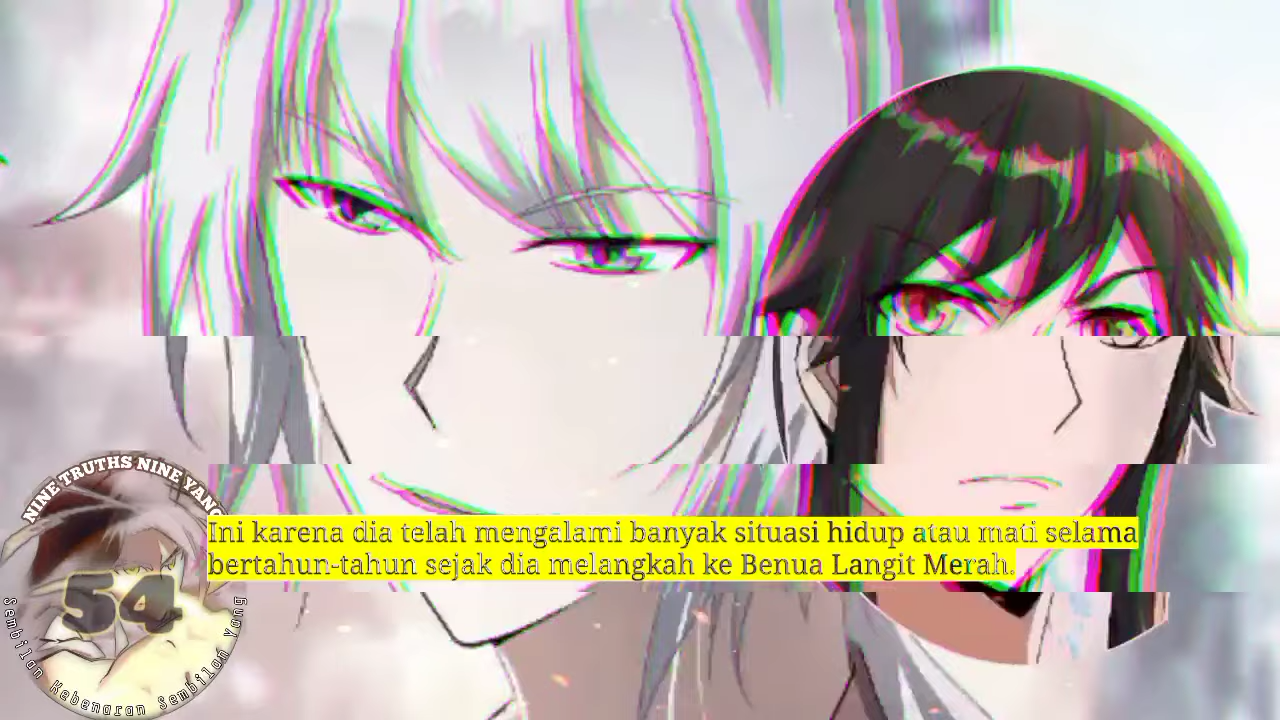 NINE TRUTHS NINE YANG
54
Sembilan Kebenaran Sembilan Yang
Ini karena dia telah mengalami banyak situasi hidup atau mati selama
bertahun-tahun sejak dia melangkah ke Benua Langit Merah.